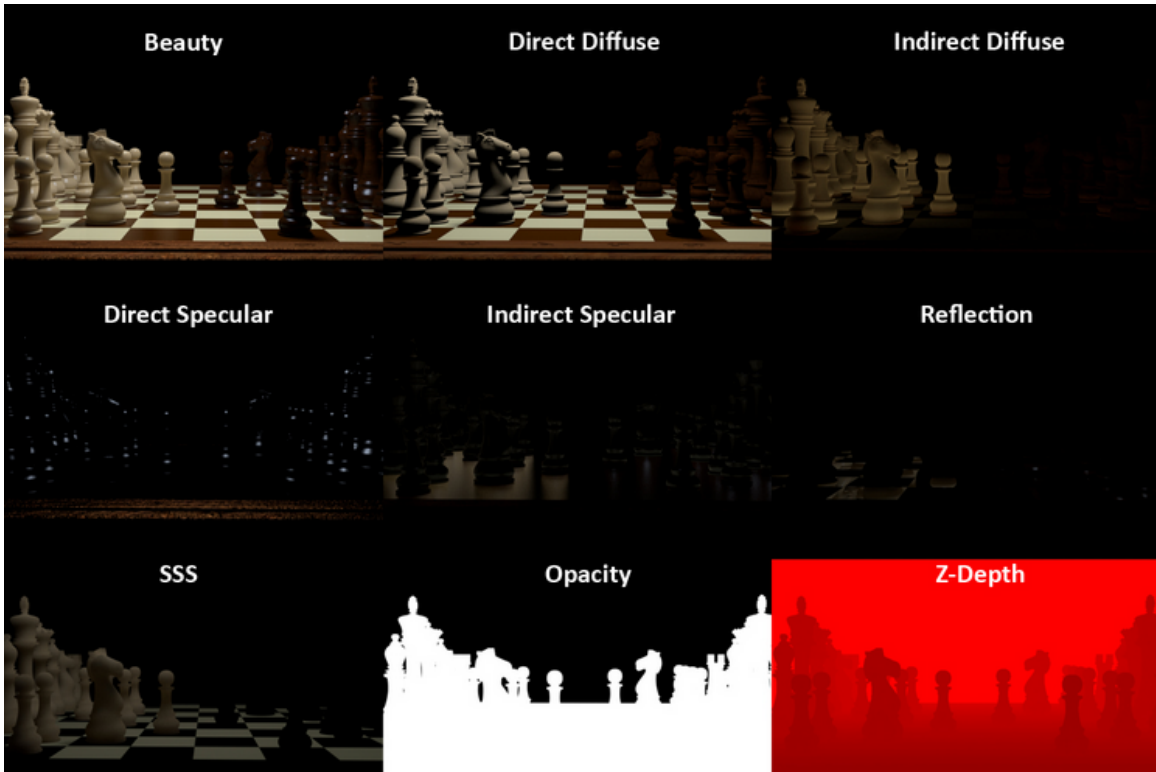 Beauty
Direct Diffuse
Indirect Diffuse
Direct Specular
Indirect Specular
Reflection
SSS
Opacity
Z-Depth